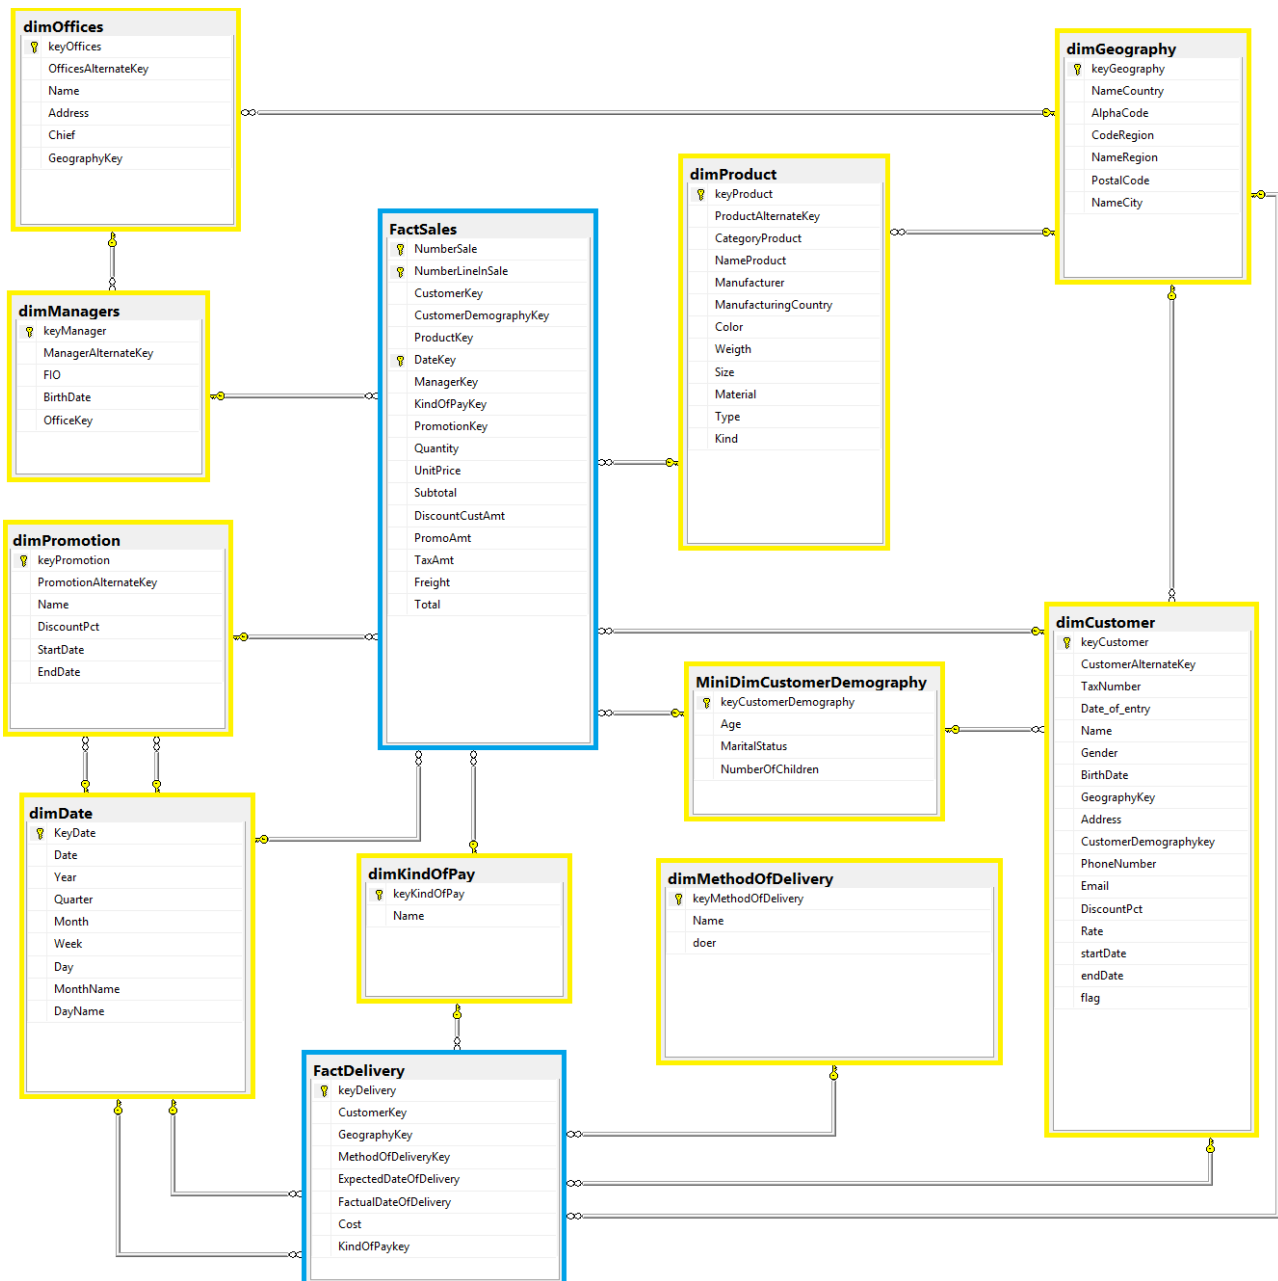 dimOffices
keyOffices
OfficesAlternateKey
Name
Address
Chief
GeographyKey
dimGeography
keyGeography
NameCountry
AlphaCode
CodeRegion
NameRegion
PostalCode
NameCity
dimProduct
keyProduct
ProductAlternateKey
CategoryProduct
NameProduct
Manufacturer
ManufacturingCountry
Color
Weigth
Size
Material
Type
Kind
FactSales
NumberSale
NumberLineInSale
CustomerKey
CustomerDemographyKey
ProductKey
DateKey
ManagerKey
KindOfPayKey
PromotionKey
Quantity
UnitPrice
Subtotal
DiscountCustAmt
PromoAmt
TaxAmt
Freight
Total
dimManagers
keyManager
ManagerAlternateKey
FIO
BirthDate
OfficeKey
dimPromotion
keyPromotion
PromotionAlternateKey
Name
DiscountPct
StartDate
EndDate
dimCustomer
keyCustomer
CustomerAlternateKey
TaxNumber
Date_of_entry
Name
Gender
BirthDate
GeographyKey
Address
CustomerDemographykey
PhoneNumber
Email
DiscountPct
Rate
startDate
endDate
flag
MiniDimCustomerDemography
keyCustomerDemography
Age
MaritalStatus
NumberOfChildren
dimDate
KeyDate
Date
Year
Quarter
Month
Week
Day
MonthName
DayName
dimKindOfPay
keyKindOfPay
Name
dimMethodOfDelivery
keyMethodOfDelivery
Name
doer
FactDelivery
keyDelivery
CustomerKey
GeographyKey
MethodOfDeliveryKey
ExpectedDateOfDelivery
FactualDateOfDelivery
Cost
KindOfPaykey